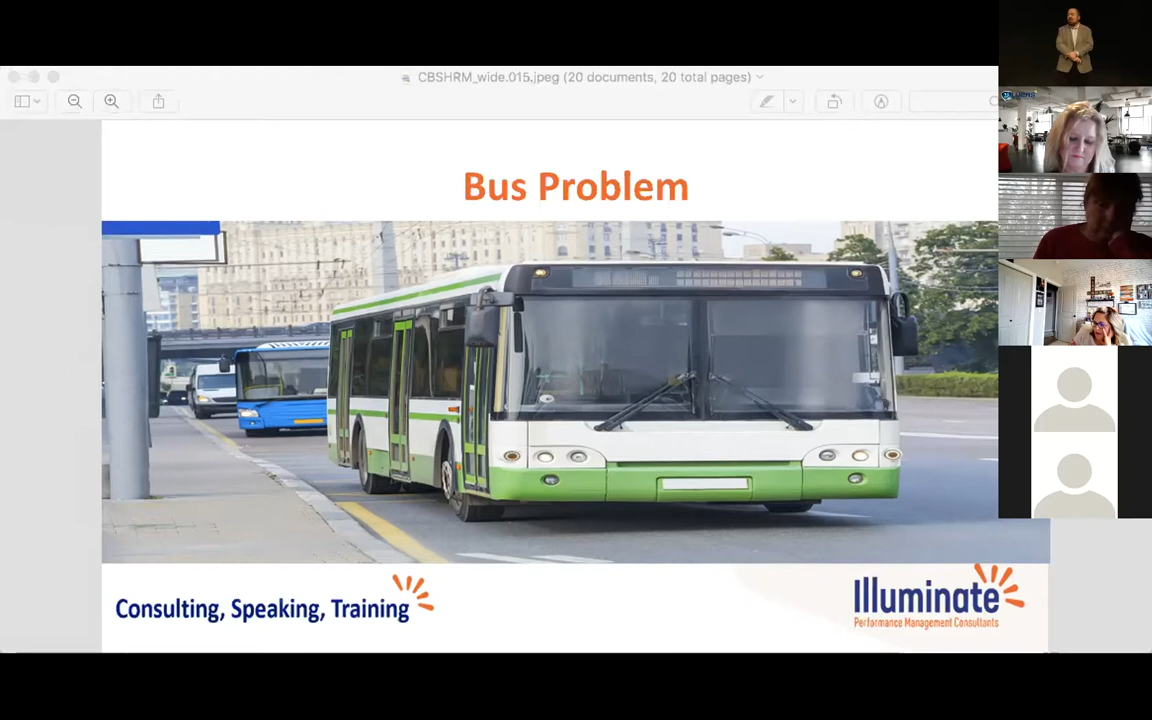 CBSHRM_wide.015.jpeg (20 documents, 20 total pages)
Bus Problem
Consulting, Speaking, Training
Illuminate
Performance Management Consultants